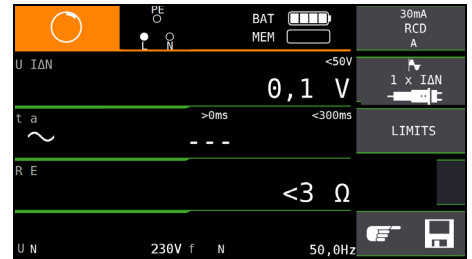 PE
L N
BAT
MEM
30mA
RCD
A
U IΔN
<50V
0,1 V
1 x IΔN
t a
>0ms
<300ms
---
LIMITS
R E
<3 Ω
U N 230V f N 50,0Hz